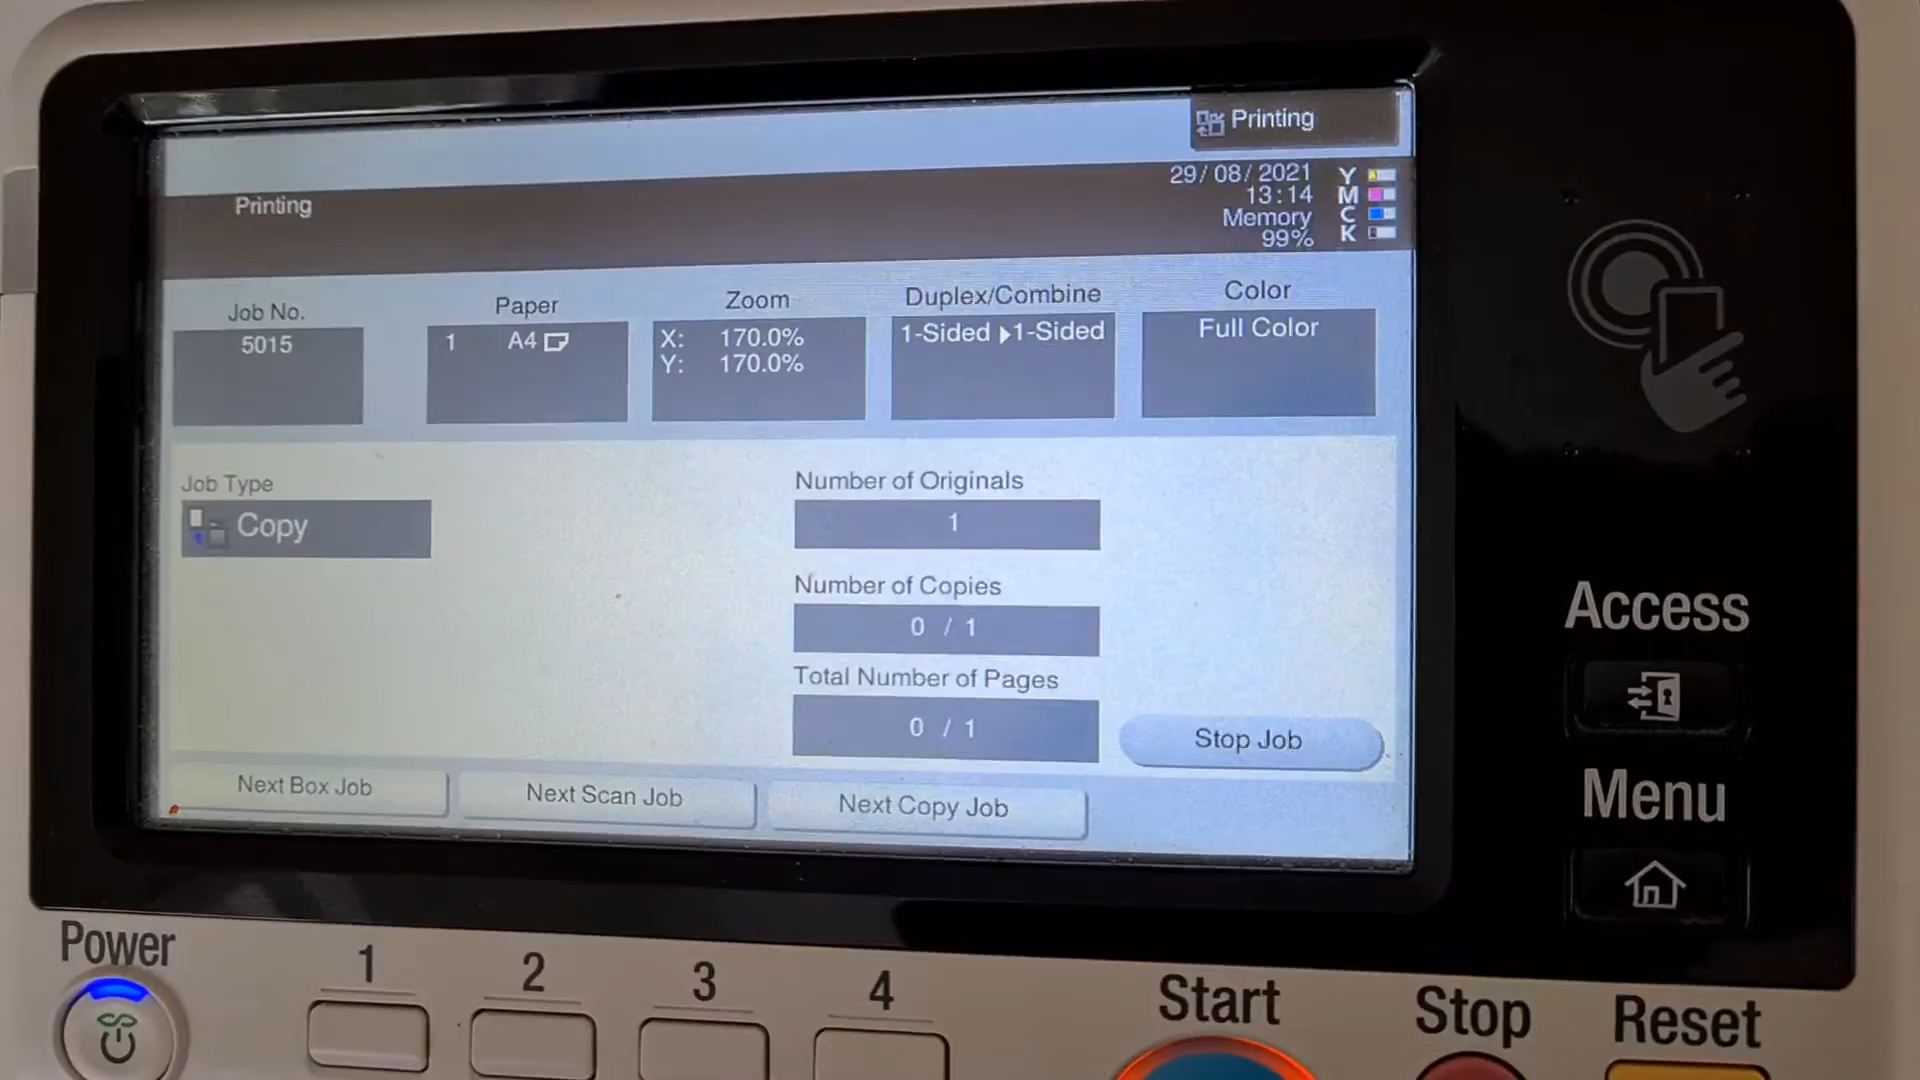 Printing
Printing
29/08/2021
13:14
Memory
99%
Y
M
C
K
Job No.
5015
Paper
1 A4
Zoom
X: 170.0%
Y: 170.0%
Duplex/Combine
1-Sided ▶1-Sided
Color
Full Color
Job Type
Copy
Number of Originals
1
Number of Copies
0 / 1
Total Number of Pages
0 / 1
Stop Job
Next Box Job
Next Scan Job
Next Copy Job
Access
Menu
Power
1
2
3
4
Start
Stop
Reset